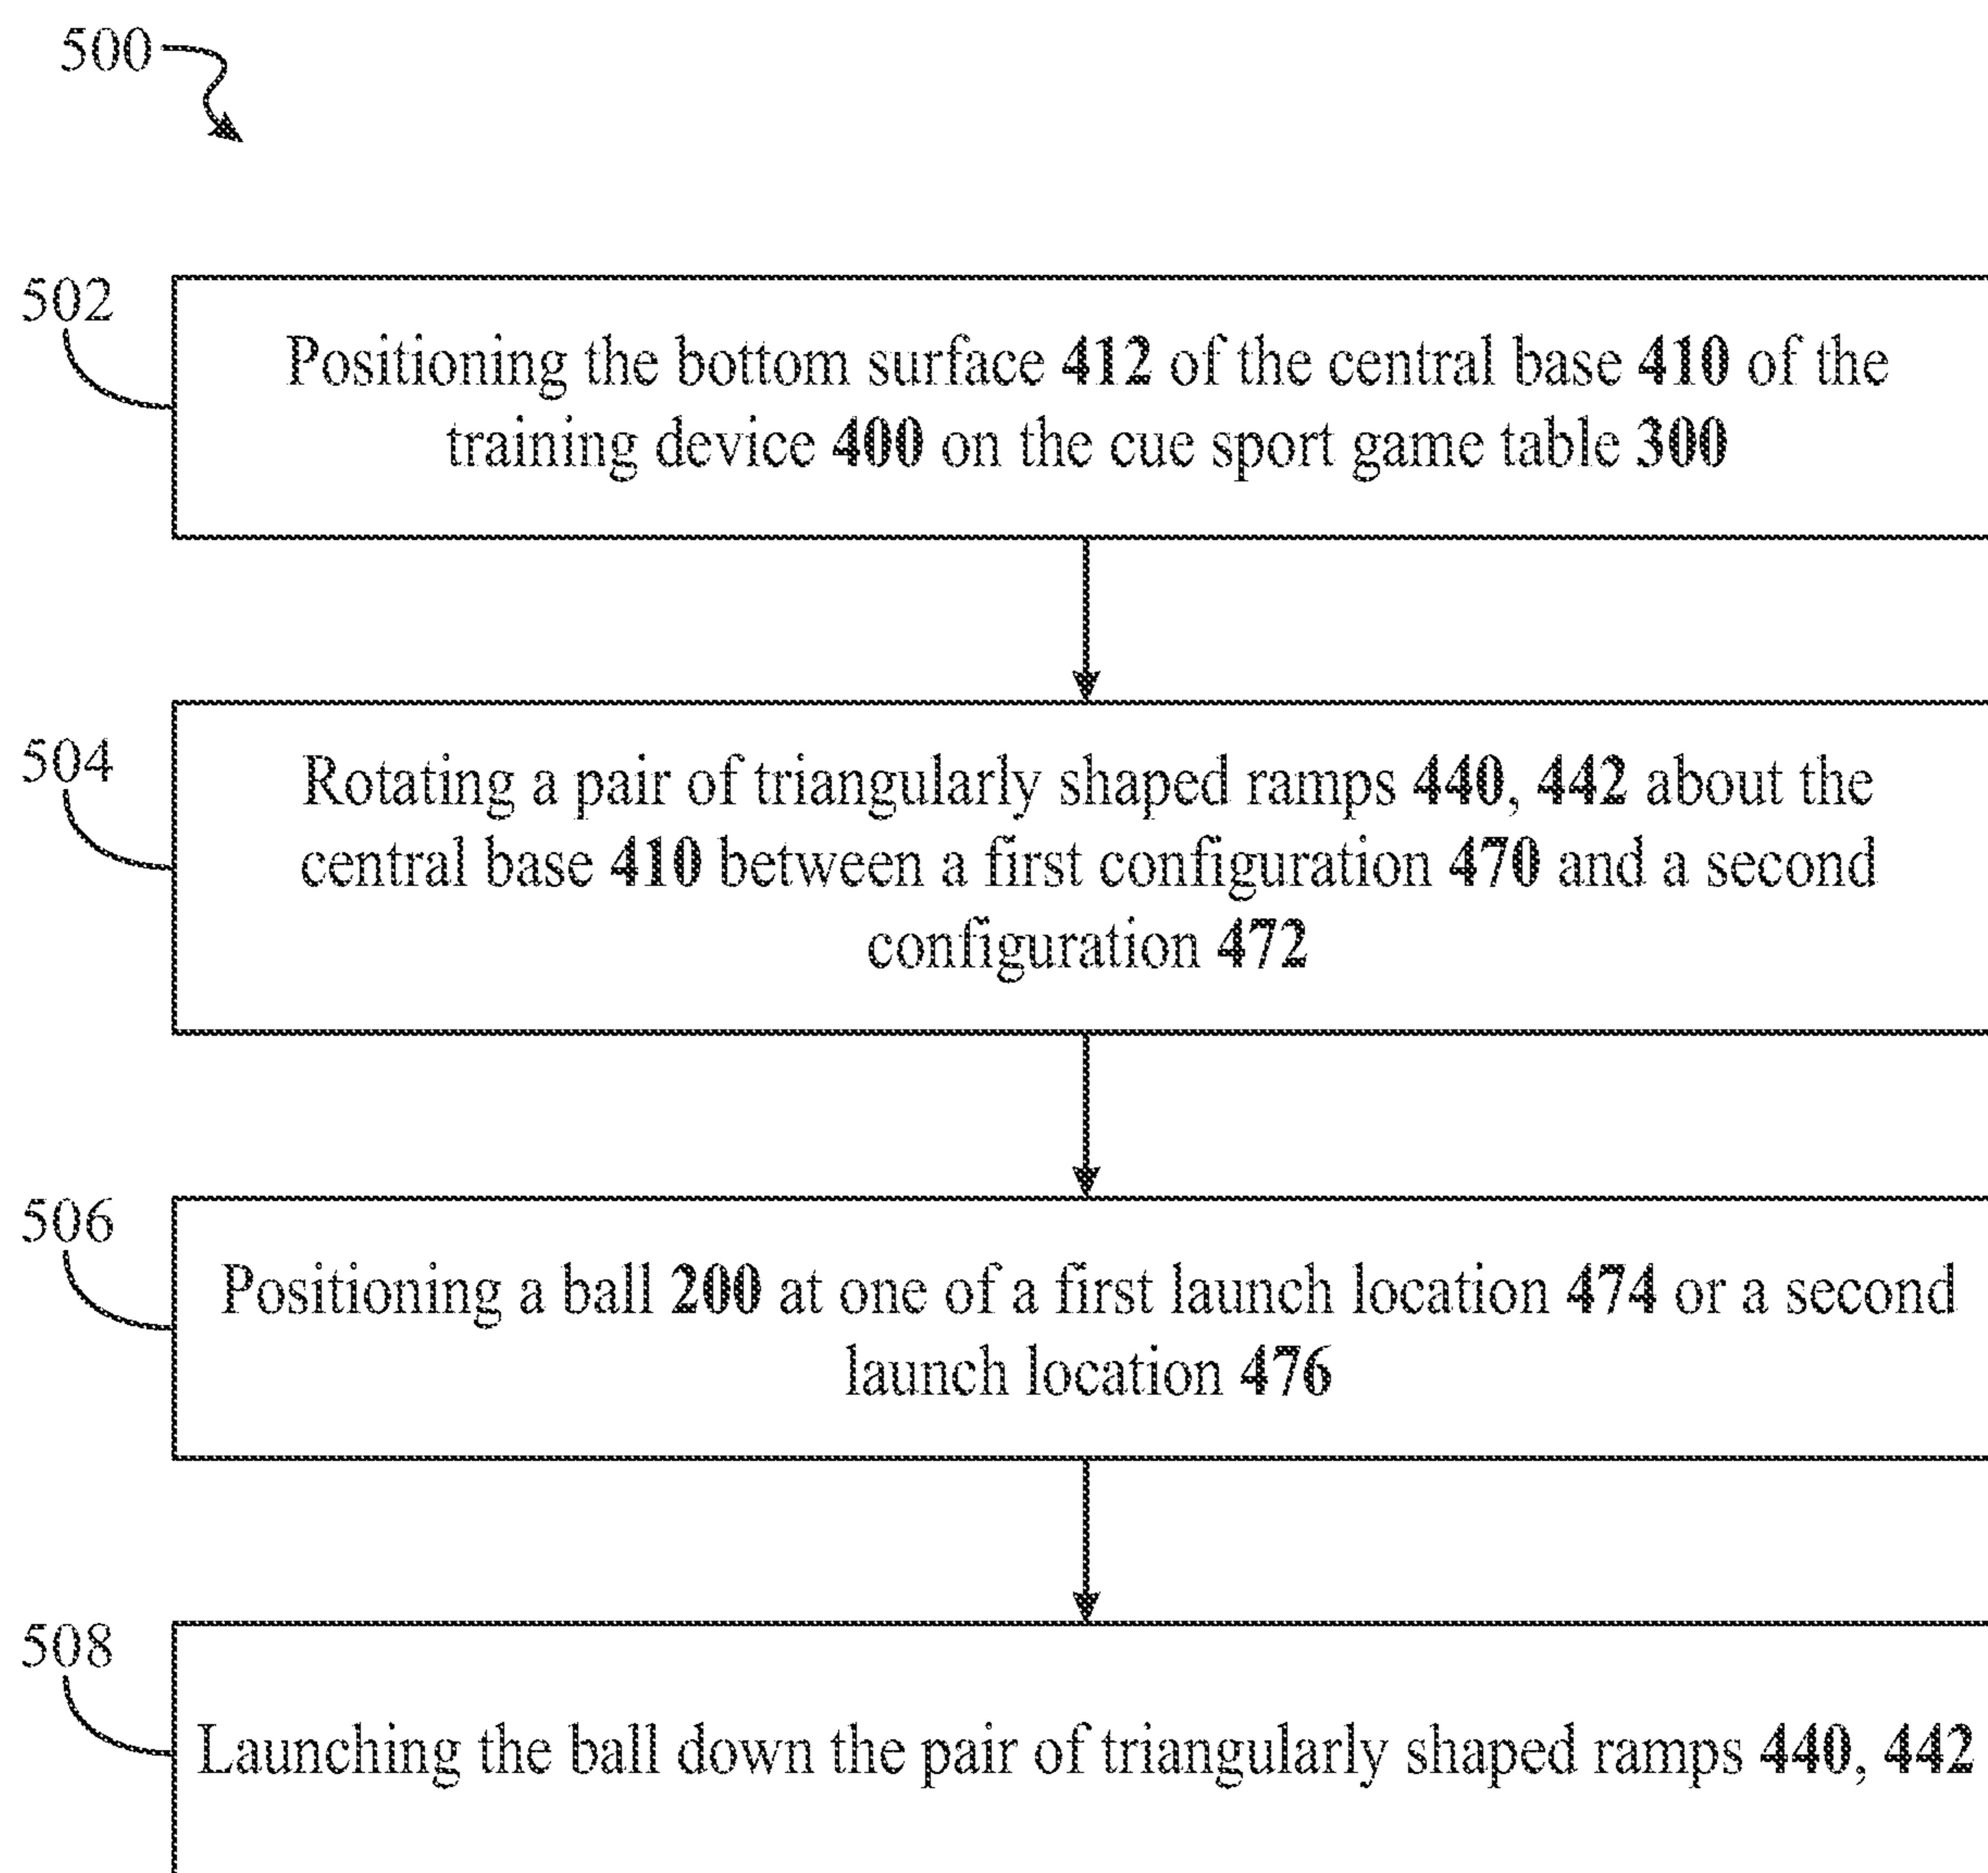 500
502
Positioning the bottom surface 412 of the central base 410 of the
training device 400 on the cue sport game table 300
504
Rotating a pair of triangularly shaped ramps 440, 442 about the
central base 410 between a first configuration 470 and a second
configuration 472
506
Positioning a ball 200 at one of a first launch location 474 or a second
launch location 476
508
Launching the ball down the pair of triangularly shaped ramps 440, 442